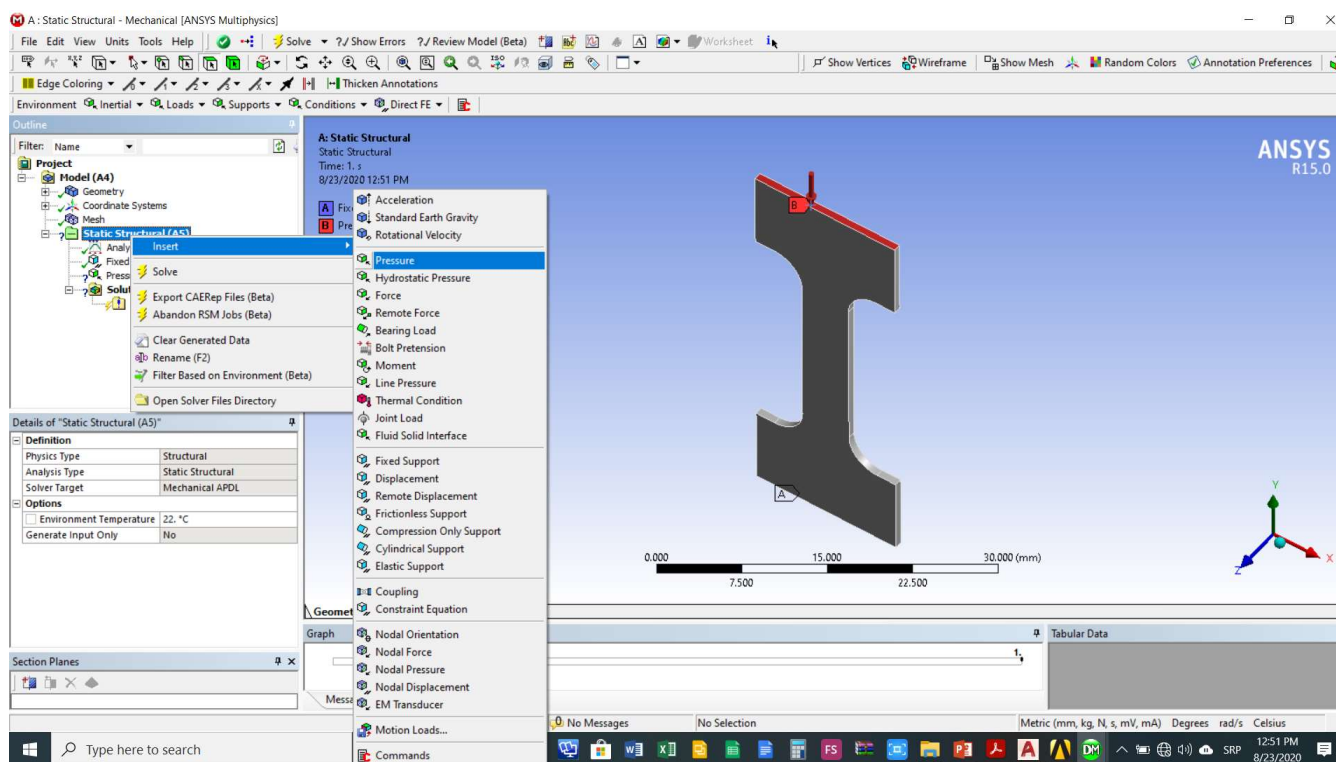 A : Static Structural - Mechanical [ANSYS Multiphysics]
File Edit View Units Tools Help Solve ?/ Show Errors ?/ Review Model (Beta) A Worksheet
Show Vertices Wireframe Show Mesh Random Colors Annotation Preferences
Edge Coloring Thicken Annotations
Environment Inertial Loads Supports Conditions Direct FE
Outline
Filter: Name
Project
Model (A4)
Geometry
Coordinate Systems
Mesh
Static Structural (A5)
Analy
Fixed
Press
Solut
Insert
Solve
Export CAERep Files (Beta)
Abandon RSM Jobs (Beta)
Clear Generated Data
Rename (F2)
Filter Based on Environment (Beta)
Open Solver Files Directory
Acceleration
Standard Earth Gravity
Rotational Velocity
Pressure
Hydrostatic Pressure
Force
Remote Force
Bearing Load
Bolt Pretension
Moment
Line Pressure
Thermal Condition
Joint Load
Fluid Solid Interface
Fixed Support
Displacement
Remote Displacement
Frictionless Support
Compression Only Support
Cylindrical Support
Elastic Support
Coupling
Constraint Equation
Nodal Orientation
Nodal Force
Nodal Pressure
Nodal Displacement
EM Transducer
Motion Loads...
Commands
A: Static Structural
Static Structural
Time: 1. s
8/23/2020 12:51 PM
A Fix
B Pre
ANSYS
R15.0
B
A
0.000 15.000 30.000 (mm)
7.500 22.500
Y
X
Z
Details of "Static Structural (A5)"
Definition
Physics Type Structural
Analysis Type Static Structural
Solver Target Mechanical APDL
Options
Environment Temperature 22. °C
Generate Input Only No
Section Planes
Geomet
Graph
1.
Messa
Tabular Data
0 No Messages No Selection Metric (mm, kg, N, s, mV, mA) Degrees rad/s Celsius
Type here to search
FS
DM
SRP
12:51 PM
8/23/2020